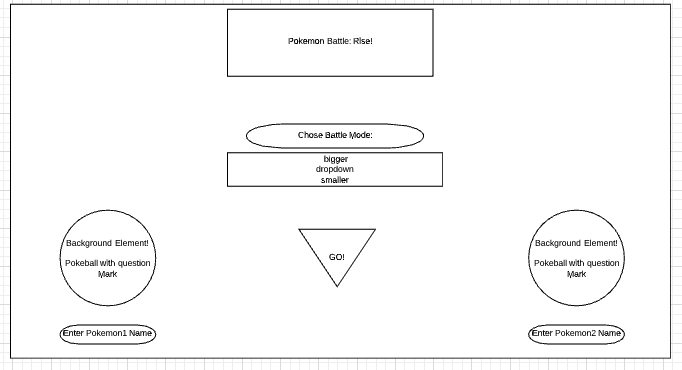 Pokemon Battle: Rise!
Chose Battle Mode:
bigger
dropdown
smaller
Background Element!
Pokeball with question
Mark
GO!
Background Element!
Pokeball with question
Mark
Enter Pokemon1 Name
Enter Pokemon2 Name